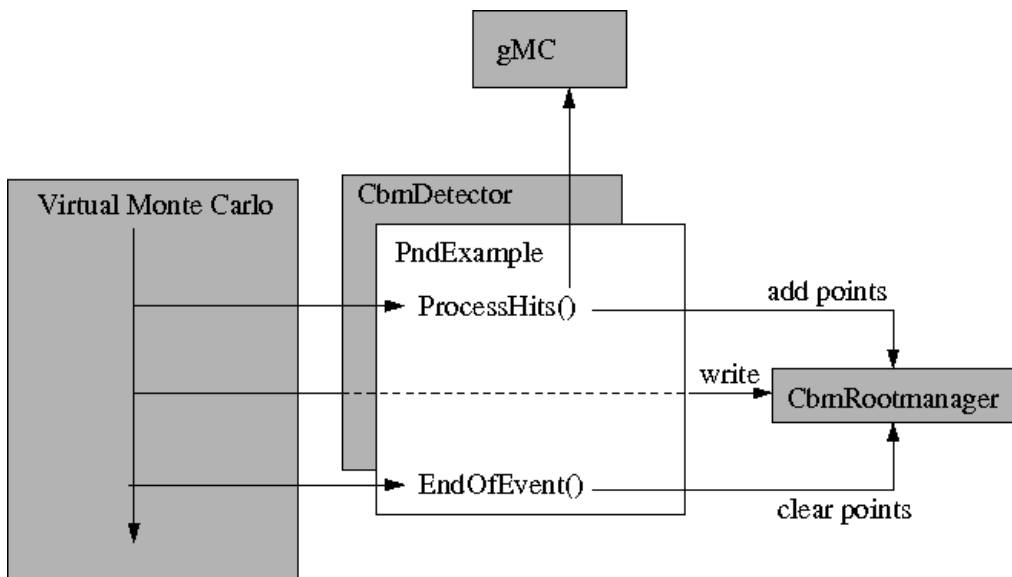 gMC
Virtual Monte Carlo
CbmDetector
PndExample
ProcessHits()
add points
write
CbmRootmanager
EndOfEvent()
clear points